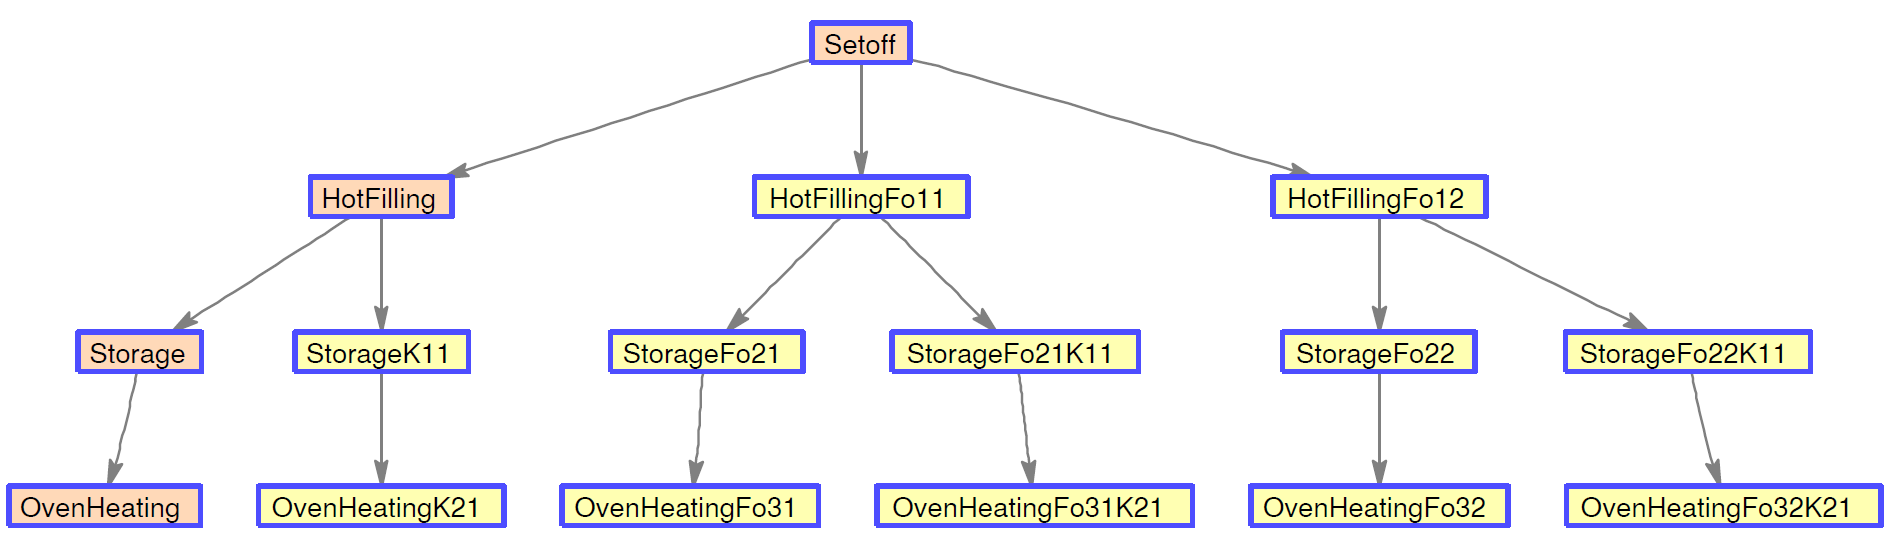 Setoff
HotFilling
HotFillingFo11
HotFillingFo12
Storage
StorageK11
StorageFo21
StorageFo21K11
StorageFo22
StorageFo22K11
OvenHeating
OvenHeatingK21
OvenHeatingFo31
OvenHeatingFo31K21
OvenHeatingFo32
OvenHeatingFo32K21